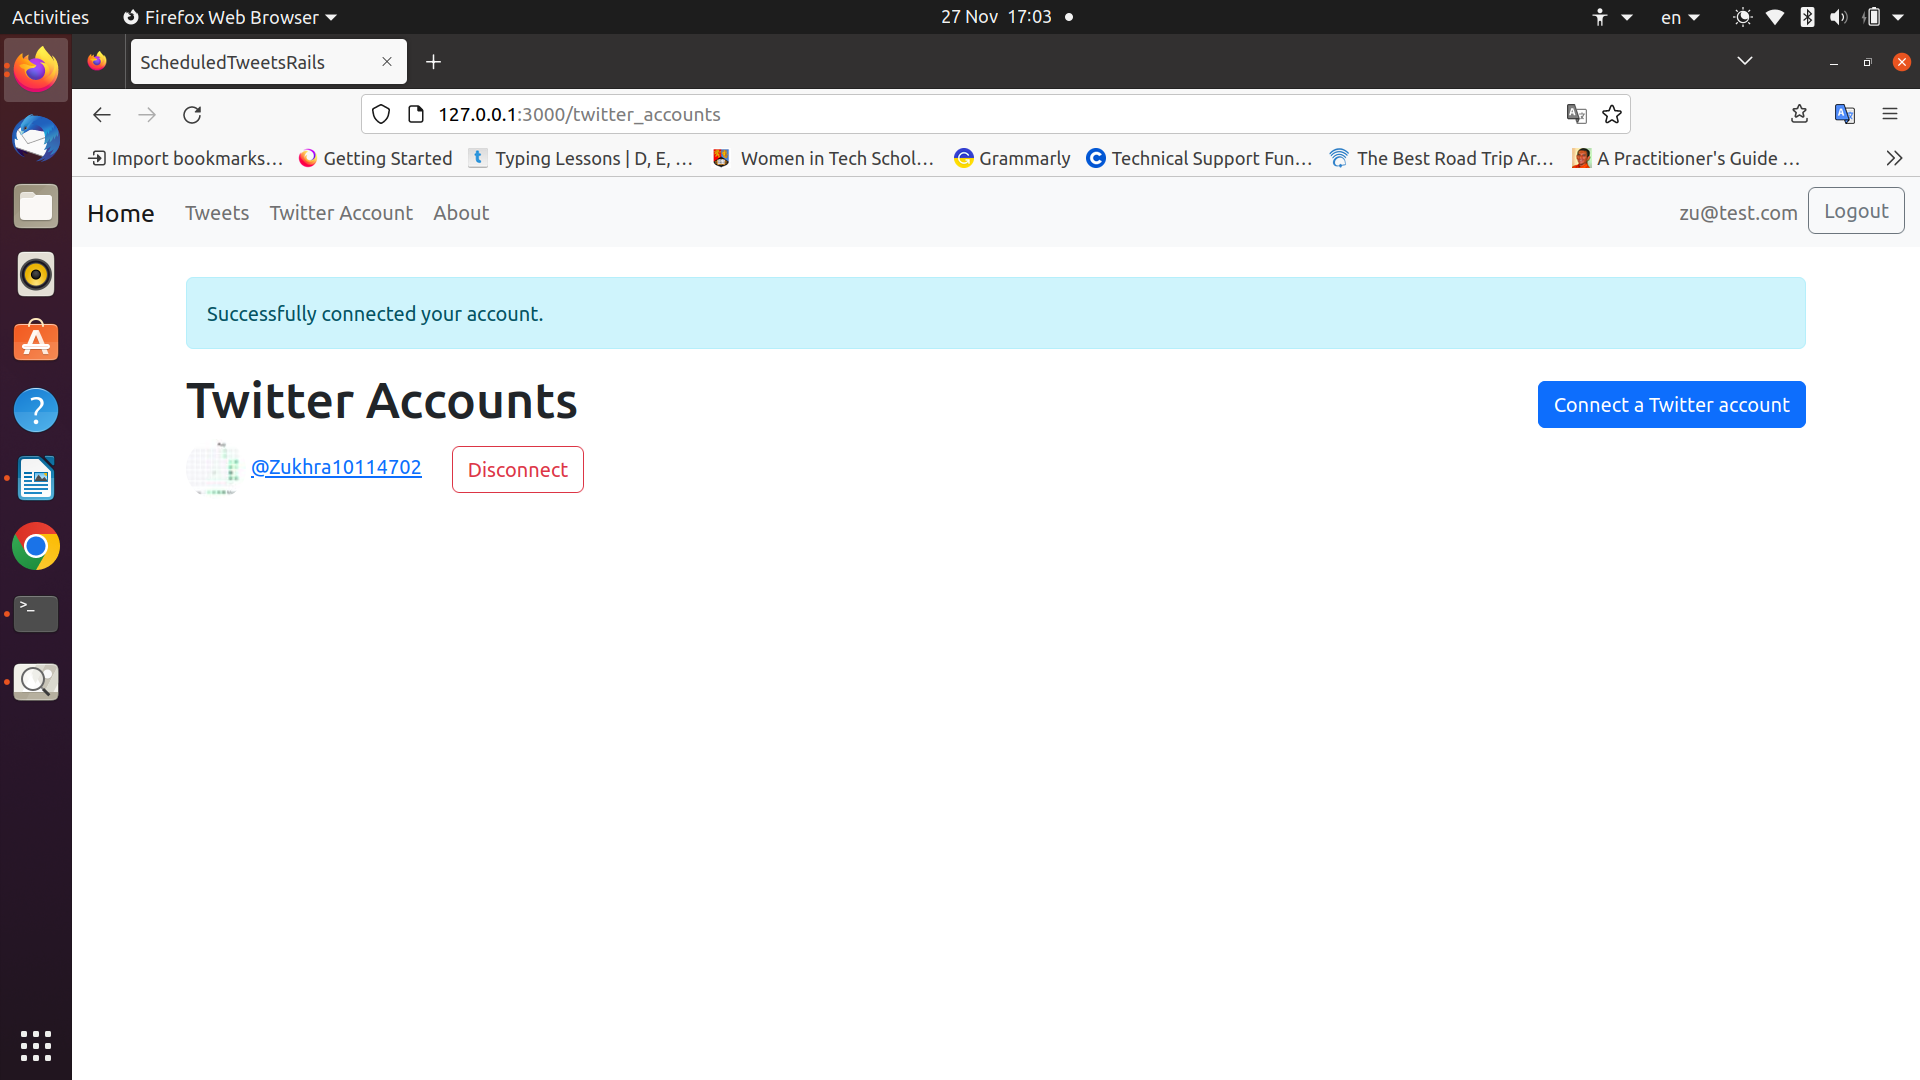 Activities Firefox Web Browser 27 Nov 17:03 en
ScheduledTweetsRails
127.0.0.1:3000/twitter_accounts
Import bookmarks... Getting Started Typing Lessons | D, E, ... Women in Tech Schol... Grammarly Technical Support Fun... The Best Road Trip Ar... A Practitioner's Guide ...
Home Tweets Twitter Account About zu@test.com Logout
Successfully connected your account.
Twitter Accounts Connect a Twitter account
@Zukhra10114702 Disconnect